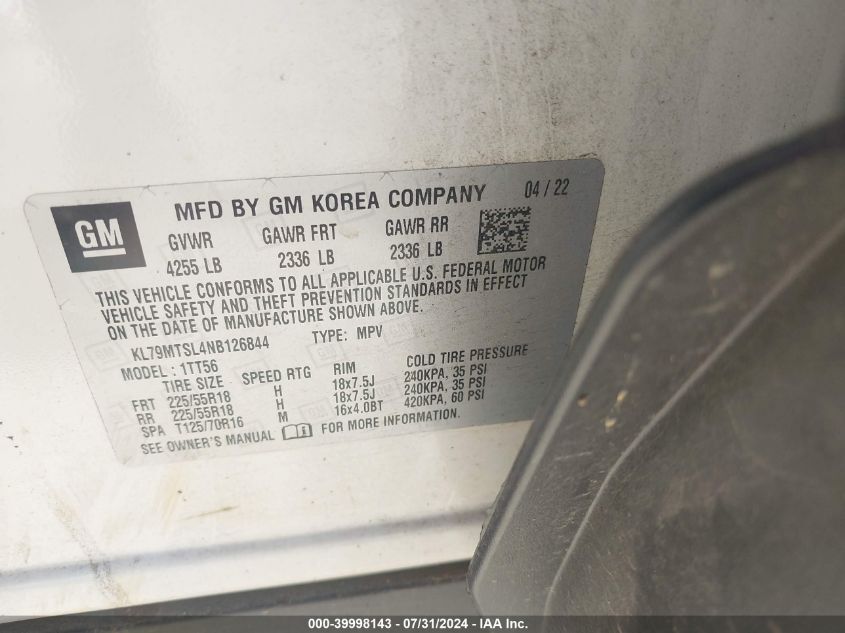 GM
MFD BY GM KOREA COMPANY 04 / 22
GVWR GAWR FRT GAWR RR
4255 LB 2336 LB 2336 LB
THIS VEHICLE CONFORMS TO ALL APPLICABLE U.S. FEDERAL MOTOR
VEHICLE SAFETY AND THEFT PREVENTION STANDARDS IN EFFECT
ON THE DATE OF MANUFACTURE SHOWN ABOVE.
KL79MTSL4NB126844 TYPE: MPV
MODEL: 1TT56
TIRE SIZE SPEED RTG RIM COLD TIRE PRESSURE
FRT 225/55R18 H 18x7.5J 240KPA, 35 PSI
RR 225/55R18 H 18x7.5J 240KPA, 35 PSI
SPA T125/70R16 M 16x4.0BT 420KPA, 60 PSI
SEE OWNER'S MANUAL FOR MORE INFORMATION.
000-39998143 - 07/31/2024 - IAA Inc.